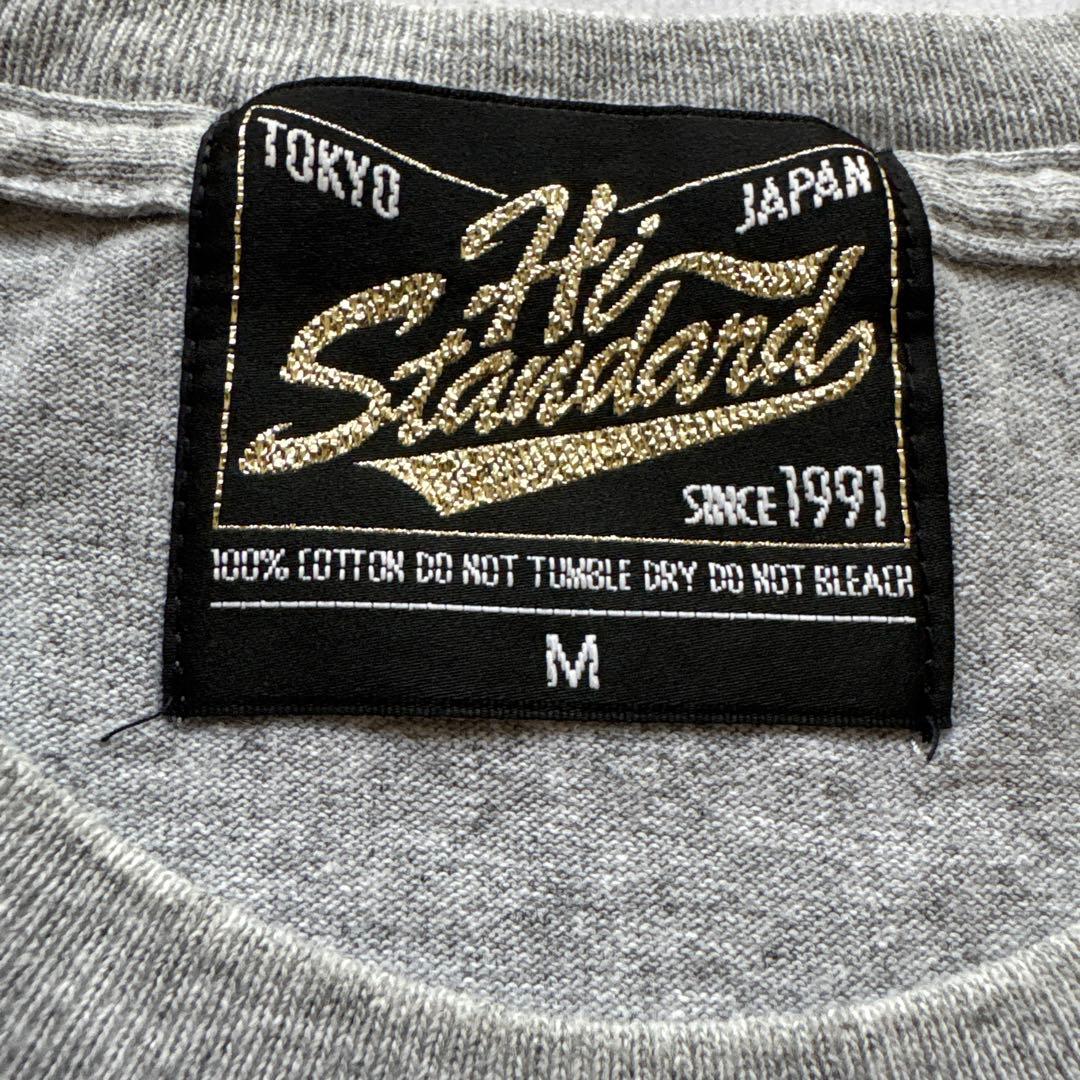 TOKYO
JAPAN
Hi
Standard
SINCE 1991
100% COTTON DO NOT TUMBLE DRY DO NOT BLEACH
M